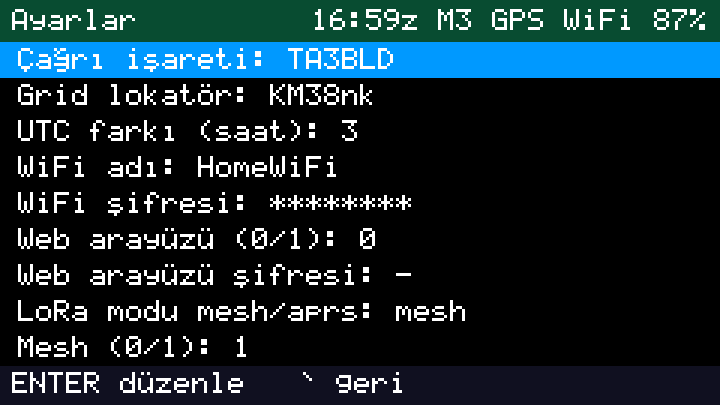 Ayarlar 16:59z M3 GPS WiFi 87%
Çağrı işareti: TA3BLD
Grid lokatör: KM38nk
UTC farkı (saat): 3
WiFi adı: HomeWiFi
WiFi şifresi: ********
Web arayüzü (0/1): 0
Web arayüzü şifresi: -
LoRa modu mesh/aprs: mesh
Mesh (0/1): 1
ENTER düzenle ` geri